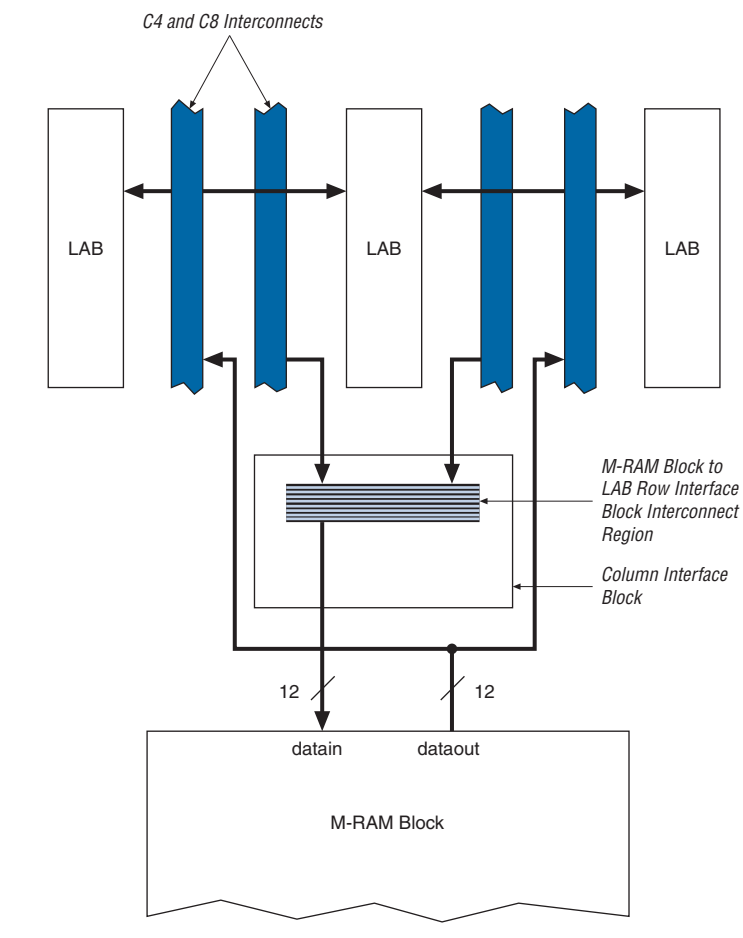 C4 and C8 Interconnects
LAB
LAB
LAB
M-RAM Block to
LAB Row Interface
Block Interconnect
Region
Column Interface
Block
12
12
datain
dataout
M-RAM Block